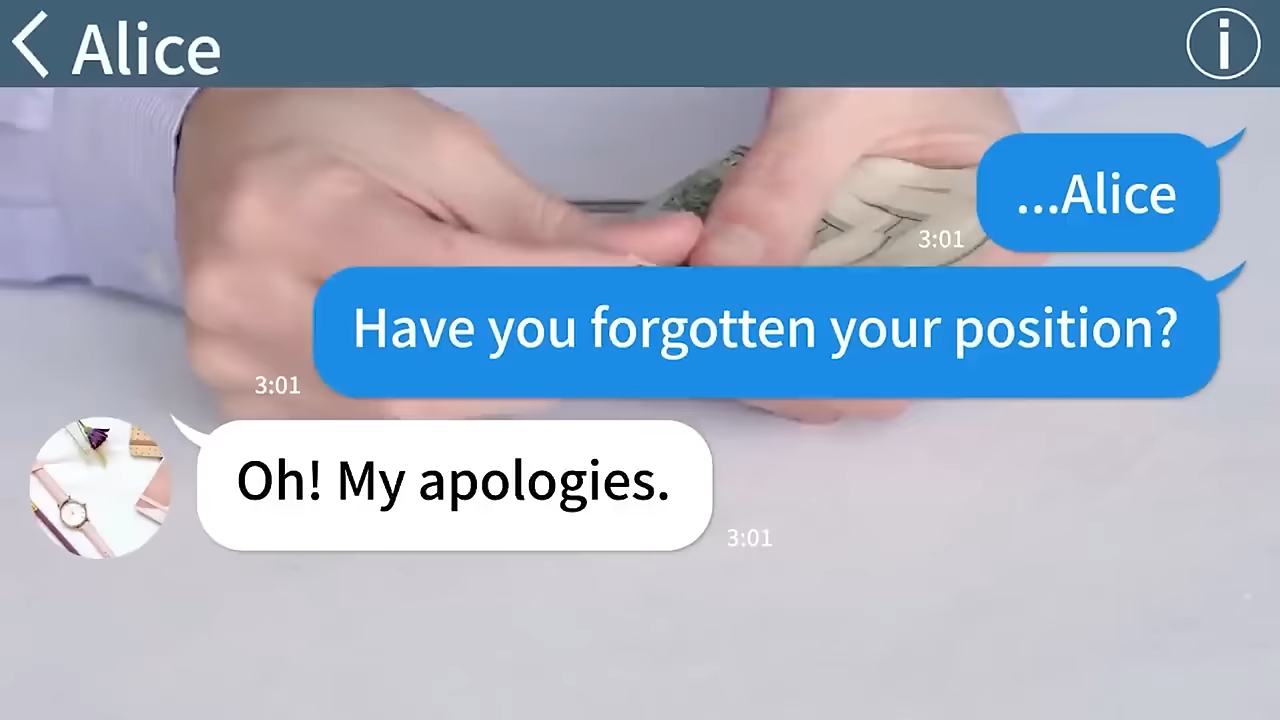 Alice
...Alice
3:01
Have you forgotten your position?
3:01
Oh! My apologies.
3:01